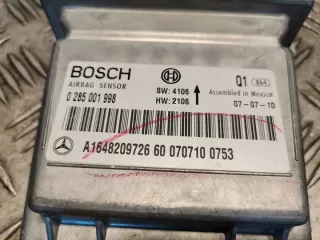 BOSCH
AIRBAG SENSOR
0 285 001 998
SW: 4106
HW: 2106
Q1
Assembled in Mexico
07-07-10
A1648209726 60 070710 0753